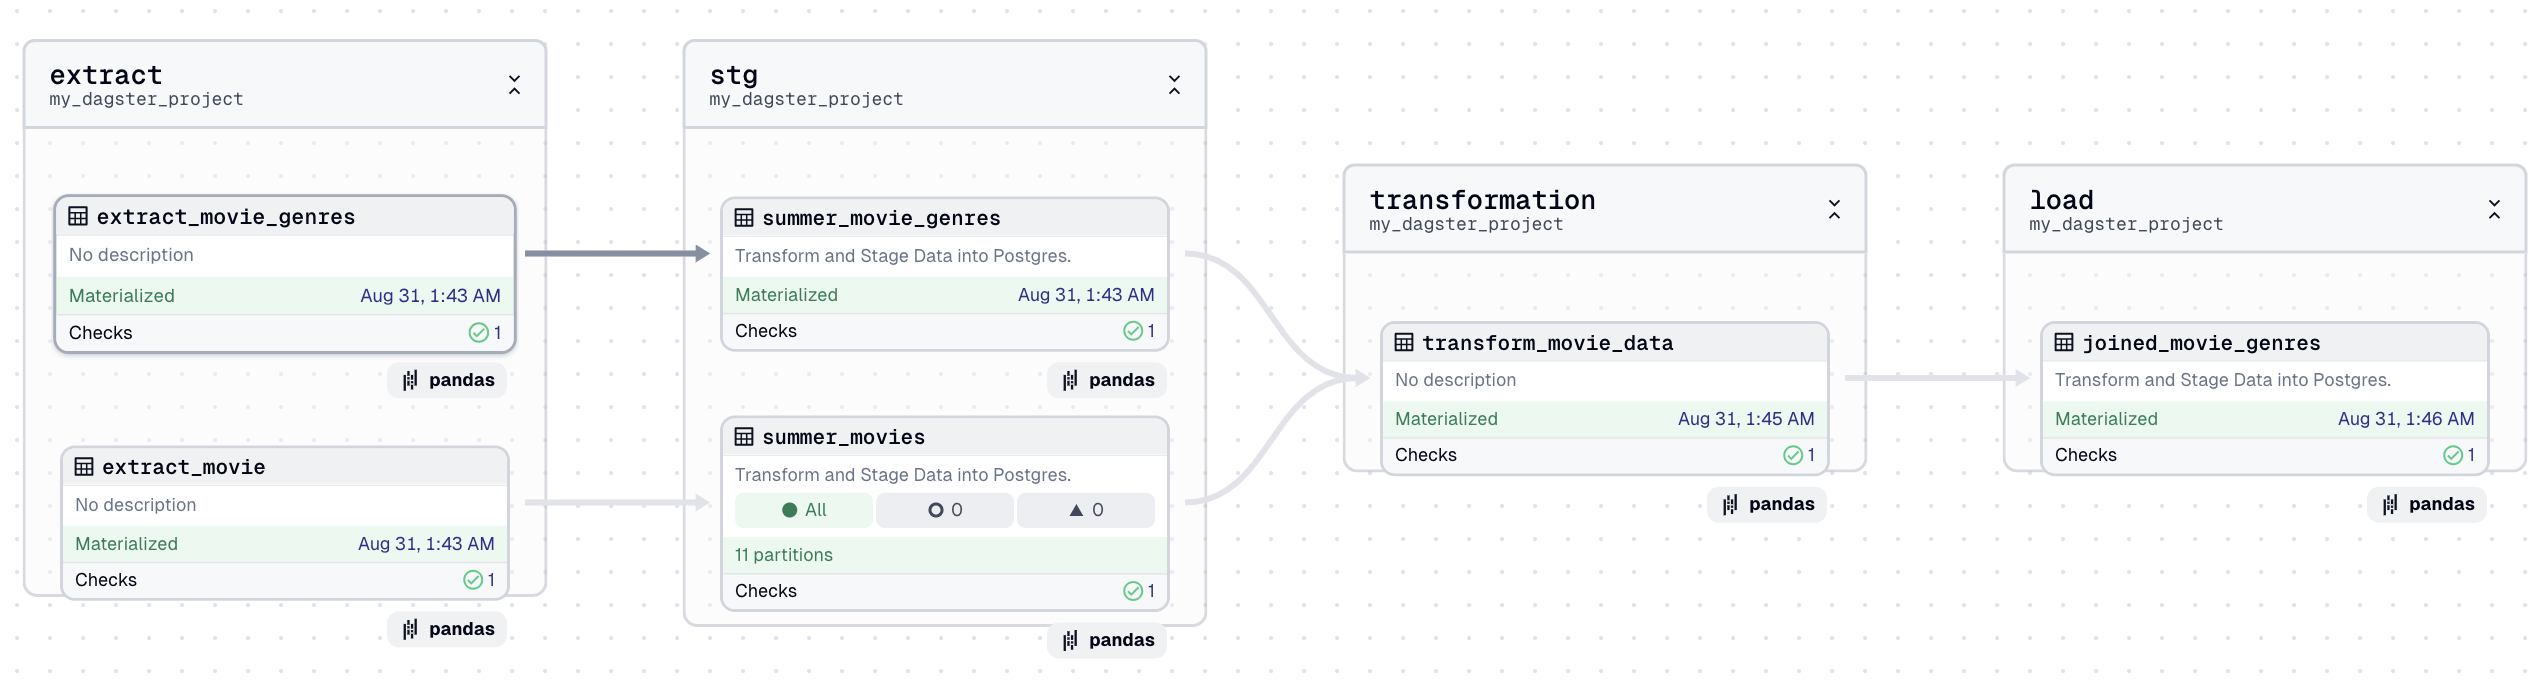 extract
my_dagster_project
extract_movie_genres
No description
Materialized Aug 31, 1:43 AM
Checks 1
pandas
extract_movie
No description
Materialized Aug 31, 1:43 AM
Checks 1
pandas
stg
my_dagster_project
summer_movie_genres
Transform and Stage Data into Postgres.
Materialized Aug 31, 1:43 AM
Checks 1
pandas
summer_movies
Transform and Stage Data into Postgres.
All 0 0
11 partitions
Checks 1
pandas
transformation
my_dagster_project
transform_movie_data
No description
Materialized Aug 31, 1:45 AM
Checks 1
pandas
load
my_dagster_project
joined_movie_genres
Transform and Stage Data into Postgres.
Materialized Aug 31, 1:46 AM
Checks 1
pandas